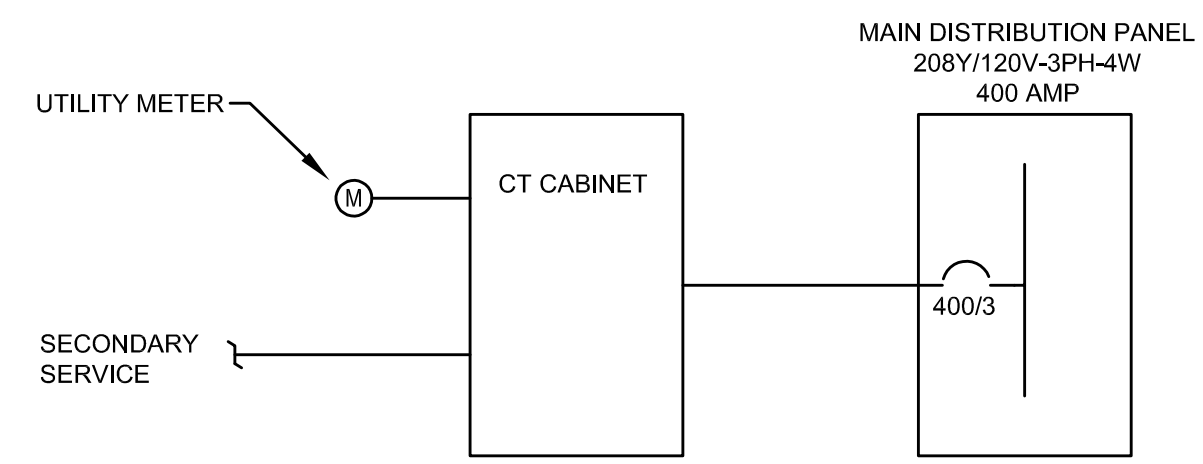 MAIN DISTRIBUTION PANEL
208Y/120V-3PH-4W
400 AMP
UTILITY METER
M
CT CABINET
400/3
SECONDARY
SERVICE